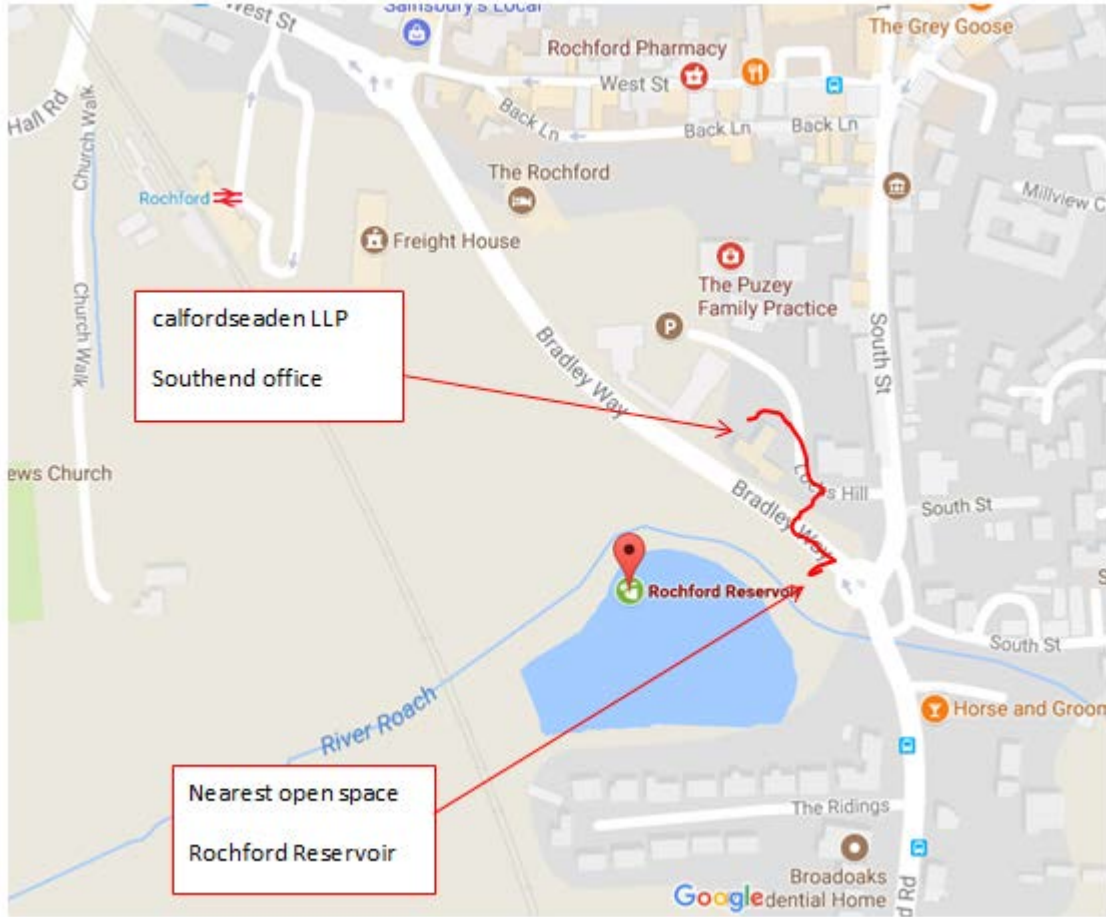 West St
Sainsbury's Local
The Grey Goose
Rochford Pharmacy
West St
Hall Rd
Church Walk
Back Ln
Back Ln
Back Ln
The Rochford
Millview C
Rochford
Freight House
The Puzey
Family Practice
P
calfordseaden LLP
Southend office
Church Walk
Bradley Way
South St
ews Church
Hill
Bradley Way
South St
Rochford Reservoir
South St
River Roach
Horse and Groom
Nearest open space
Rochford Reservoir
The Ridings
Broadoaks
dential Home
Google
d Rd